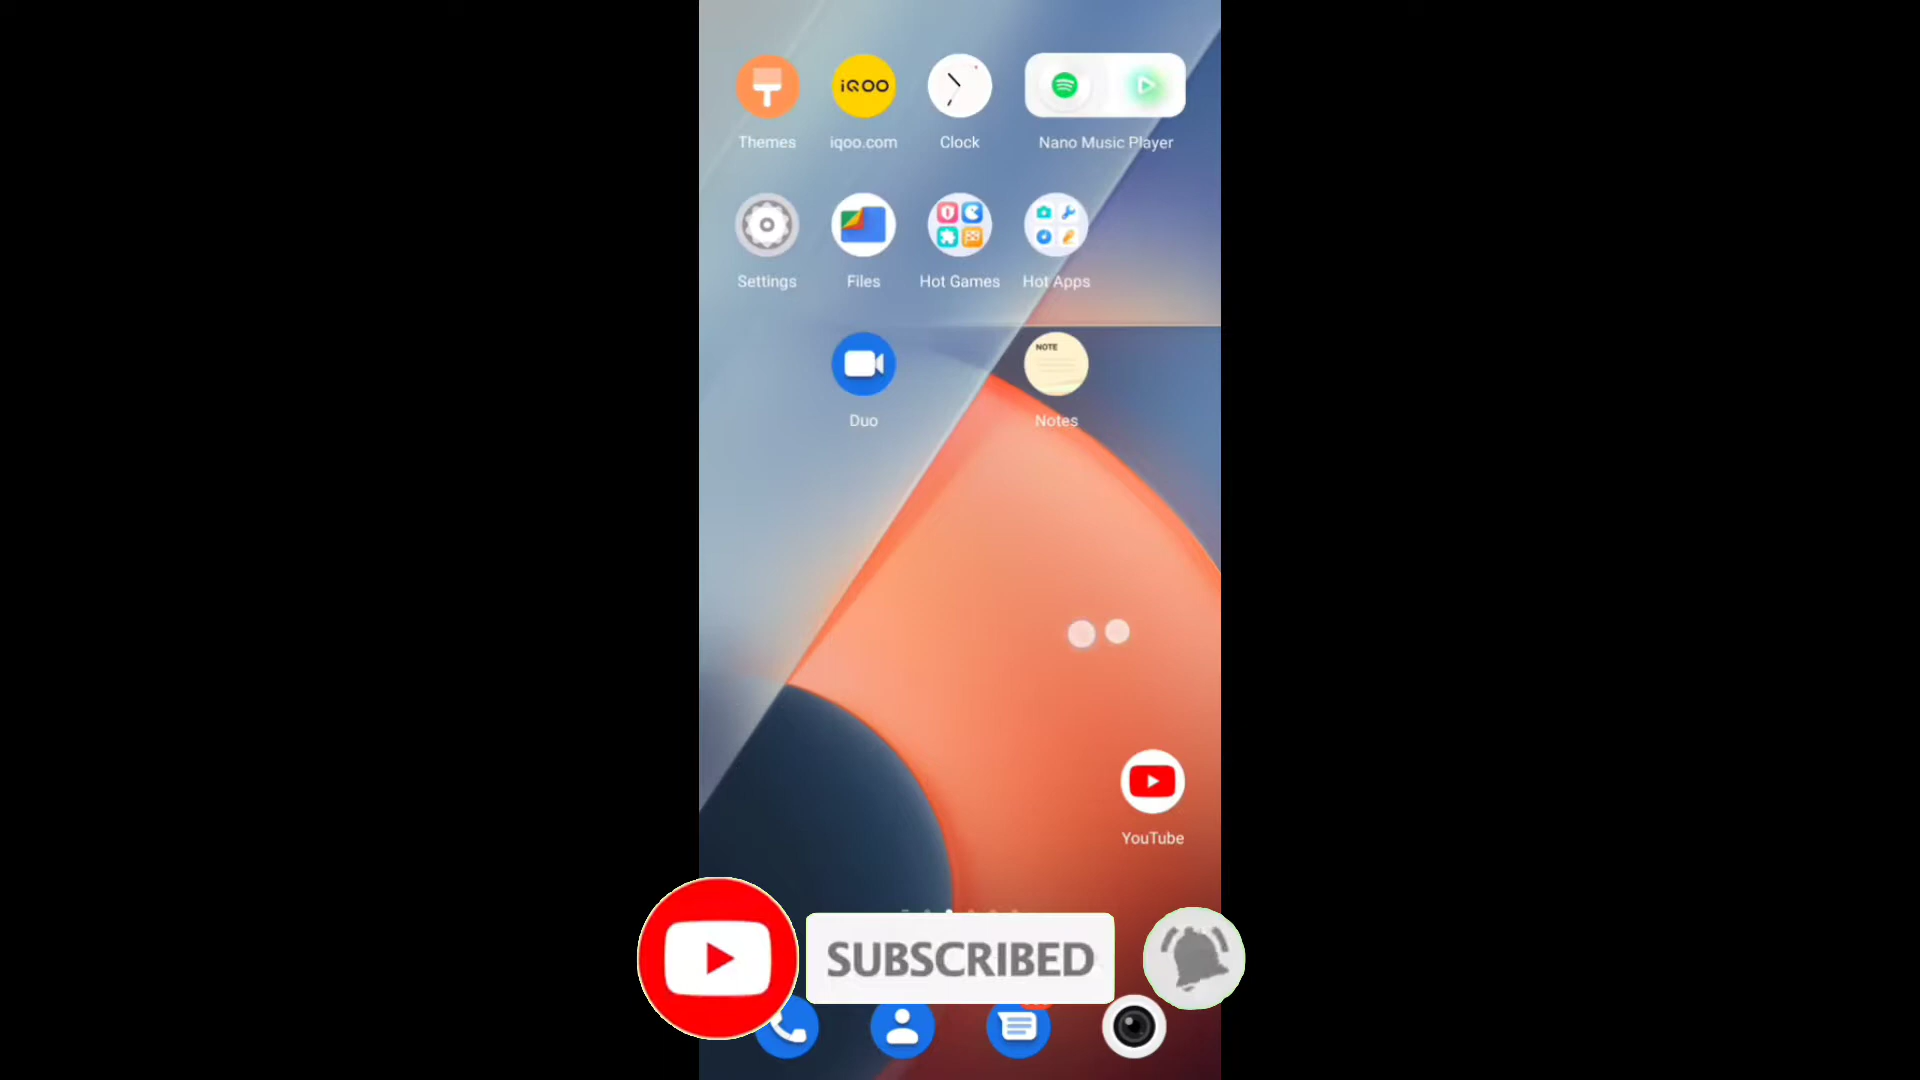 iQOO
Themes
iqoo.com
Clock
Nano Music Player
Settings
Files
Hot Games
Hot Apps
NOTE
Duo
Notes
YouTube
SUBSCRIBED